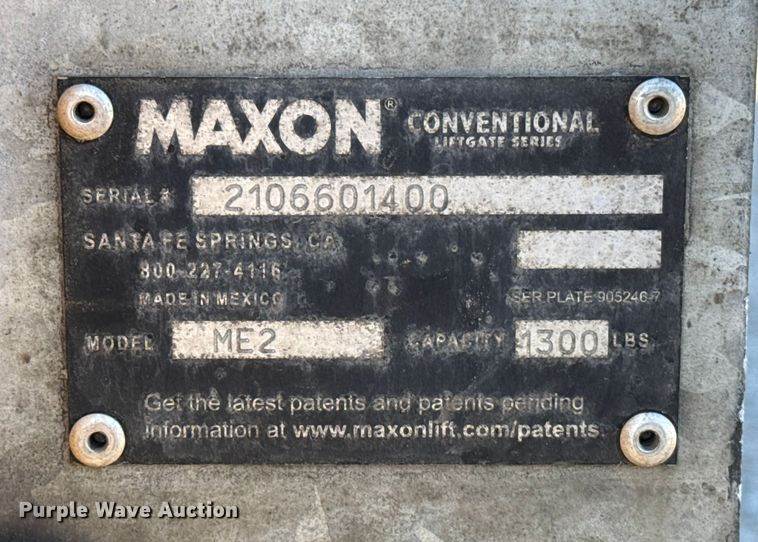 MAXON® CONVENTIONAL
LIFTGATE SERIES
SERIAL # 2106601400
SANTA FE SPRINGS, CA
800-227-4116
MADE IN MEXICO
SER PLATE 905246-7
MODEL ME2 CAPACITY 1300 LBS
Get the latest patents and patents pending
information at www.maxonlift.com/patents.
Purple Wave Auction